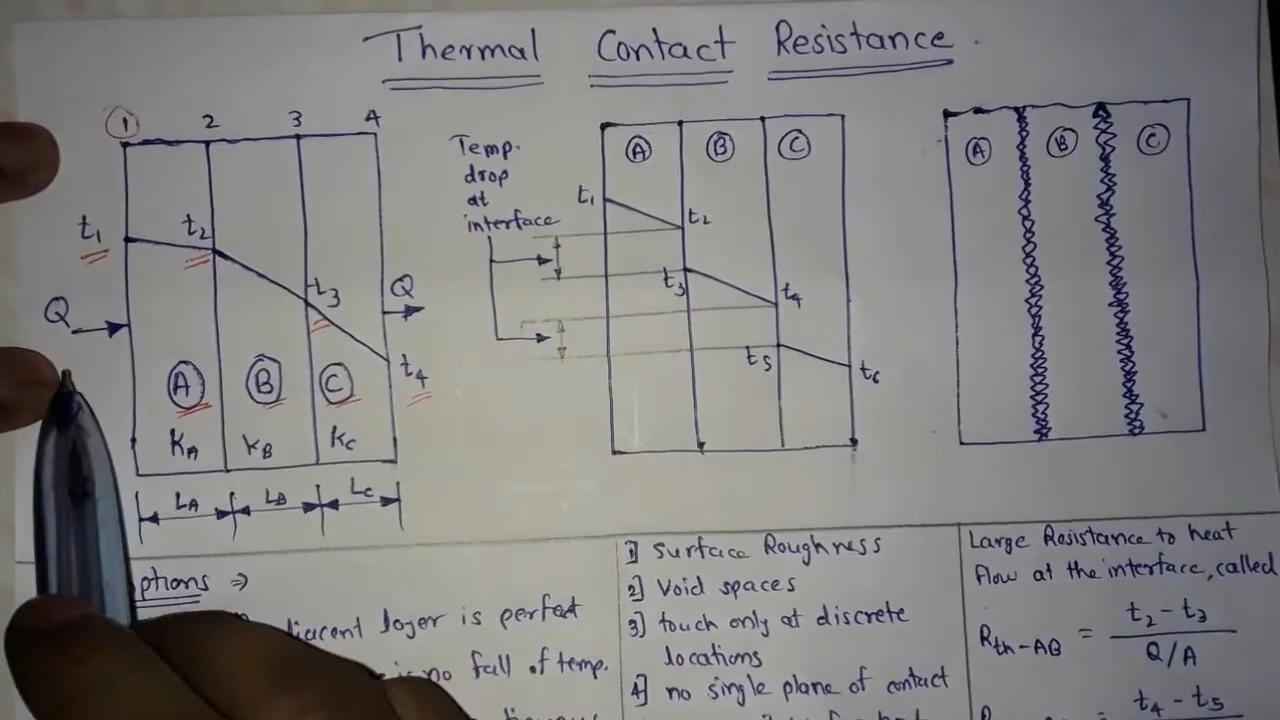 Thermal Contact Resistance.
1 2 3 4
t1
t2
t3
t4
Q
Q
A B C
KA KB KC
LA LB LC
Temp.
drop
at
interface
A B C
t1
t2
t3
t4
t5
t6
A B C
ptions ⇒
diacent layer is perfect
is no fall of temp.
1] Surface Roughness
2] Void spaces
3] touch only at discrete
locations
4] no single plane of contact
Large Resistance to heat
flow at the interface, called
Rth-AB = t2 - t3
Q/A
t4 - t5